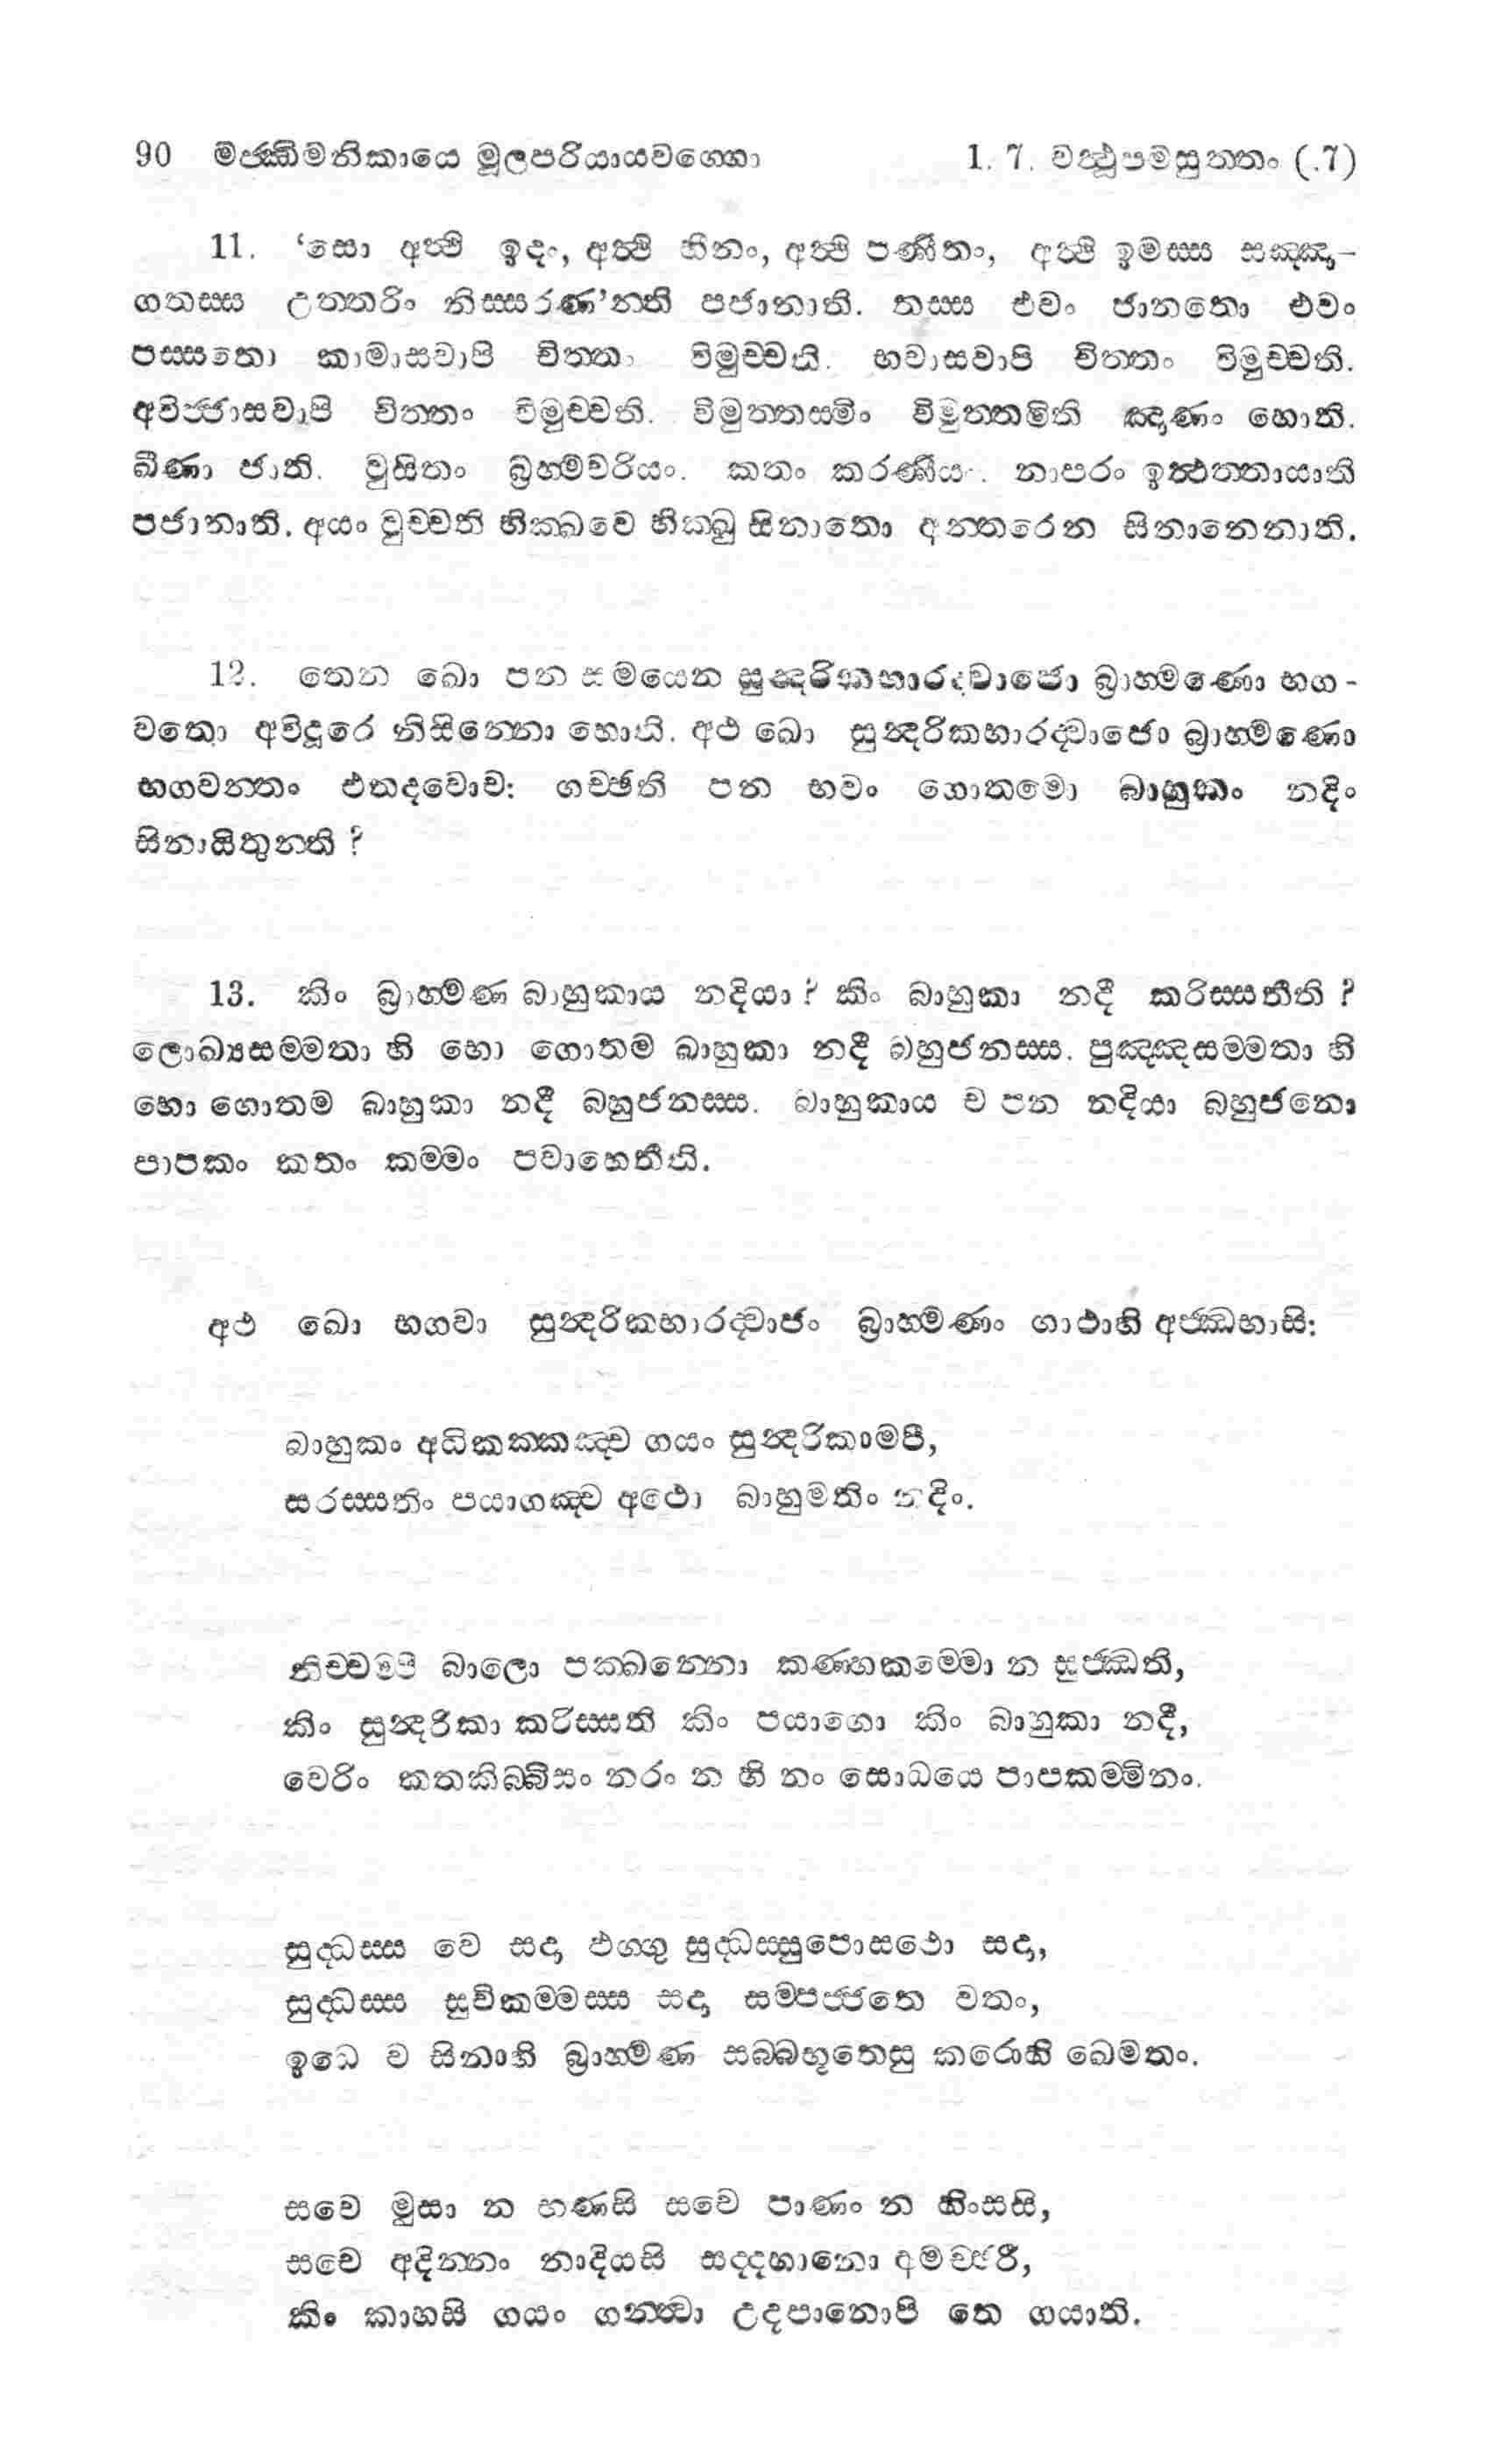 90 මජ්ඣිමනිකායෙ මූලපරියායවග්ගො 1. 7. වත්ථූපමසුත්තං (.7)
11. ‘සො අත්ථි ඉදං, අත්ථි හීනං, අත්ථි පණීතං, අත්ථි ඉමස්ස සඤ්ඤා-
ගතස්ස උත්තරිං නිස්සරණ’න්ති පජානාති. තස්ස එවං ජානතො එවං
පස්සතො කාමාසවාපි චිත්තං විමුච්චති. භවාසවාපි චිත්තං විමුච්චති.
අවිජ්ජාසවාපි චිත්තං විමුච්චති. විමුත්තස්මිං විමුත්තමිති ඤාණං හොති.
ඛීණා ජාති. වුසිතං බ්‍රහ්මචරියං. කතං කරණීයං. නාපරං ඉත්ථත්තායාති
පජානාති. අයං වුච්චති භික්ඛවෙ භික්ඛු සිනාතො අන්තරෙන සිනානෙනාති.
12. තෙන ඛො පන සමයෙන සුන්දරිකභාරද්වාජො බ්‍රාහ්මණො භග-
වතො අවිදූරෙ නිසින්නො හොති. අථ ඛො සුන්දරිකභාරද්වාජො බ්‍රාහ්මණො
භගවන්තං එතදවොච: ගච්ඡති පන භවං ගොතමො බාහුකං නදිං
සිනායිතුන්ති ?
13. කිං බ්‍රාහ්මණ බාහුකාය නදියා ? කිං බාහුකා නදී කරිස්සතීති ?
ලොඛ්‍යසම්මතා හි භො ගොතම බාහුකා නදී බහුජනස්ස. පුඤ්ඤසම්මතා හි
භො ගොතම බාහුකා නදී බහුජනස්ස. බාහුකාය ච පන නදියා බහුජනො
පාපකං කතං කම්මං පවාහෙතීති.
අථ ඛො භගවා සුන්දරිකභාරද්වාජං බ්‍රාහ්මණං ගාථාහි අජ්ඣභාසි:
බාහුකං අධිකක්කඤ්ච ගයං සුන්දරිකාමපි,
සරස්සතිං පයාගඤ්ච අථො බාහුමතිං නදිං.
නිච්චම්පි බාලො පක්ඛන්නො කණ්හකම්මො න සුජ්ඣති,
කිං සුන්දරිකා කරිස්සති කිං පයාගො කිං බාහුකා නදී,
වෙරිං කතකිබ්බිසං නරං න හි නං සොධයෙ පාපකම්මිනං.
සුද්ධස්ස වෙ සදා ඵග්ගු සුද්ධස්සුපොසථො සදා,
සුද්ධස්ස සුචිකම්මස්ස සදා සම්පජ්ජතෙ වතං,
ඉධෙ ව සිනාහි බ්‍රාහ්මණ සබ්බභූතෙසු කරොහි ඛෙමතං.
සචෙ මුසා න භණසි සචෙ පාණං න හිංසසි,
සචෙ අදින්නං නාදියසි සද්දහානො අමච්ඡරී,
කිං කාහසි ගයං ගන්ත්වා උදපානොපි තෙ ගයාති.